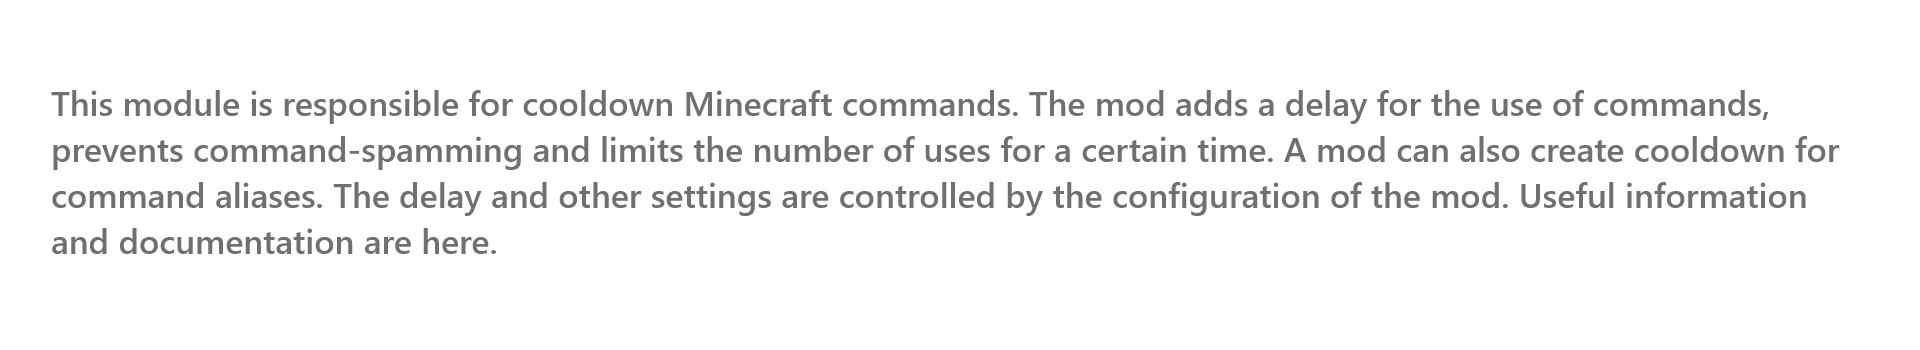 This module is responsible for cooldown Minecraft commands. The mod adds a delay for the use of commands,
prevents command-spamming and limits the number of uses for a certain time. A mod can also create cooldown for
command aliases. The delay and other settings are controlled by the configuration of the mod. Useful information
and documentation are here.